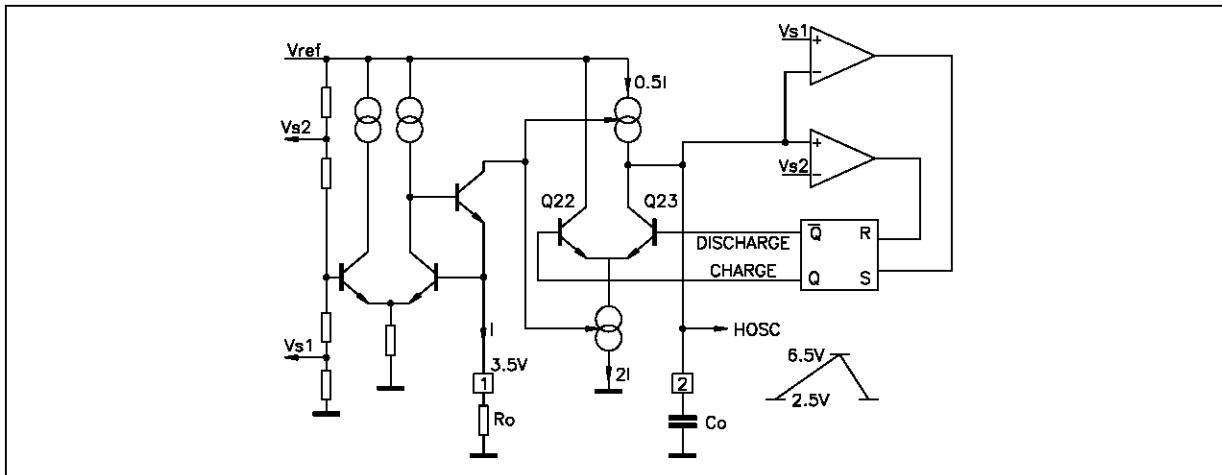 Vref
Vs2
Vs1
I
3.5V
1
Ro
0.5I
Q22
Q23
2I
DISCHARGE
CHARGE
HOSC
2
Co
Vs1
+
−
+
Vs2
−
Q̅
R
Q
S
6.5V
2.5V